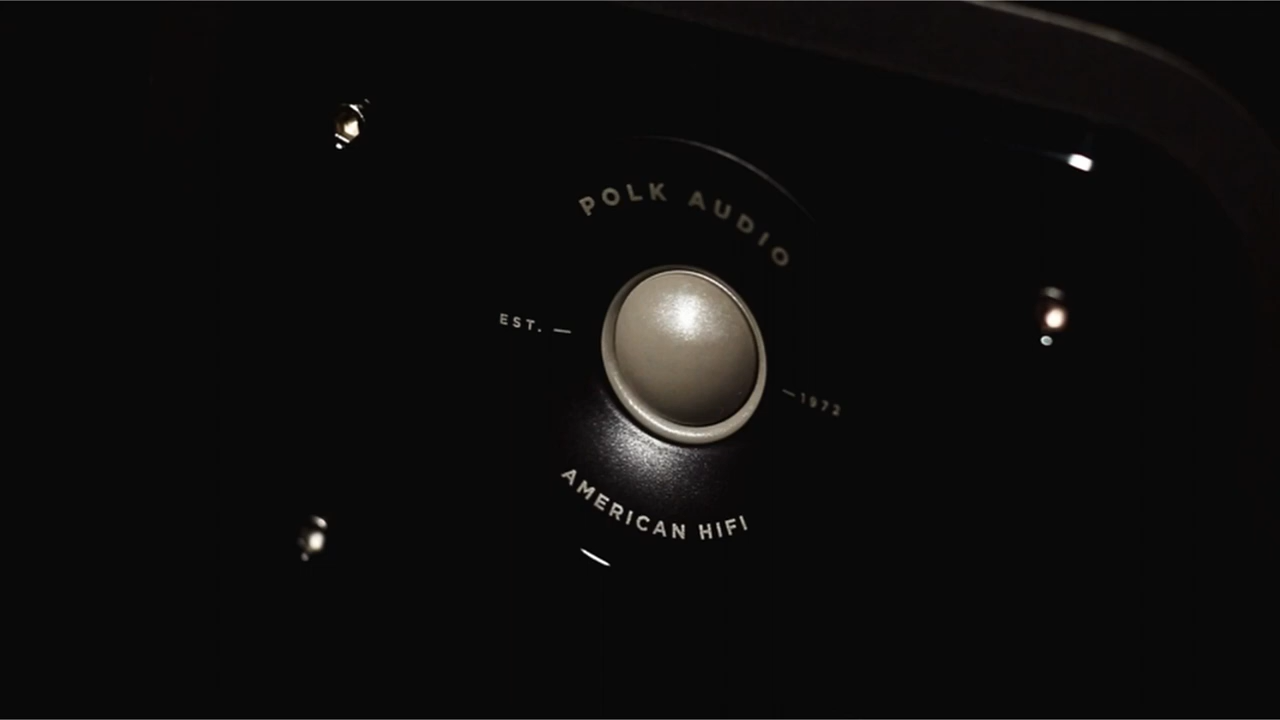 POLK AUDIO
EST. —
— 1972
AMERICAN HIFI